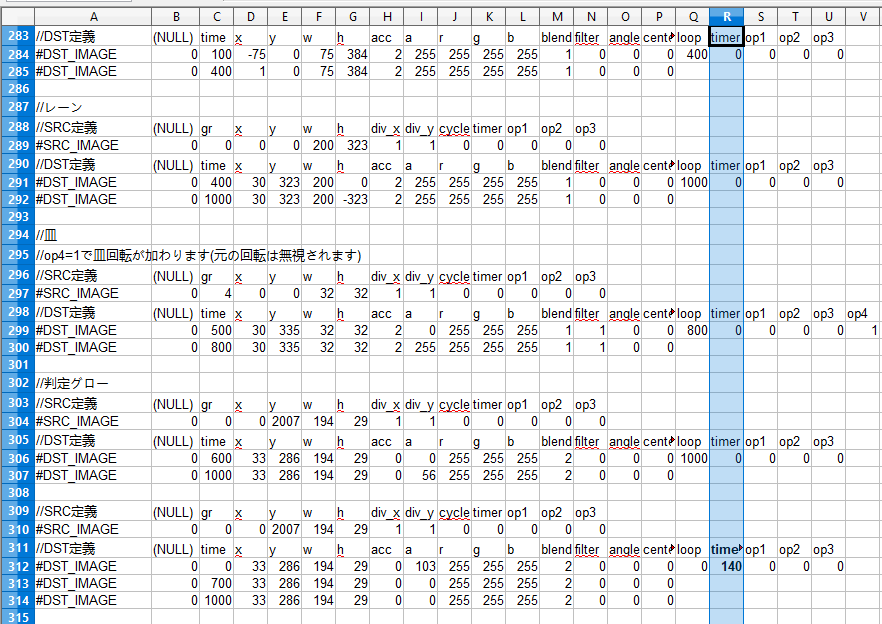 A B C D E F G H I J K L M N O P Q R S T U V
283 //DST定義 (NULL) time x y w h acc a r g b blend filter angle cente loop timer op1 op2 op3
284 #DST_IMAGE 0 100 -75 0 75 384 2 255 255 255 255 1 0 0 0 400 0 0 0 0
285 #DST_IMAGE 0 400 1 0 75 384 2 255 255 255 255 1 0 0 0
286
287 //レーン
288 //SRC定義 (NULL) gr x y w h div_x div_y cycle timer op1 op2 op3
289 #SRC_IMAGE 0 0 0 0 200 323 1 1 0 0 0 0 0
290 //DST定義 (NULL) time x y w h acc a r g b blend filter angle cente loop timer op1 op2 op3
291 #DST_IMAGE 0 400 30 323 200 0 2 255 255 255 255 1 0 0 0 1000 0 0 0 0
292 #DST_IMAGE 0 1000 30 323 200 -323 2 255 255 255 255 1 0 0 0
293
294 //皿
295 //op4=1で皿回転が加わります(元の回転は無視されます)
296 //SRC定義 (NULL) gr x y w h div_x div_y cycle timer op1 op2 op3
297 #SRC_IMAGE 0 4 0 0 32 32 1 1 0 0 0 0 0
298 //DST定義 (NULL) time x y w h acc a r g b blend filter angle cente loop timer op1 op2 op3 op4
299 #DST_IMAGE 0 500 30 335 32 32 2 0 255 255 255 1 1 0 0 800 0 0 0 0 1
300 #DST_IMAGE 0 800 30 335 32 32 2 255 255 255 255 1 1 0 0
301
302 //判定グロー
303 //SRC定義 (NULL) gr x y w h div_x div_y cycle timer op1 op2 op3
304 #SRC_IMAGE 0 0 0 2007 194 29 1 1 0 0 0 0 0
305 //DST定義 (NULL) time x y w h acc a r g b blend filter angle cente loop timer op1 op2 op3
306 #DST_IMAGE 0 600 33 286 194 29 0 0 255 255 255 2 0 0 0 1000 0 0 0 0
307 #DST_IMAGE 0 1000 33 286 194 29 0 56 255 255 255 2 0 0 0
308
309 //SRC定義 (NULL) gr x y w h div_x div_y cycle timer op1 op2 op3
310 #SRC_IMAGE 0 0 0 2007 194 29 1 1 0 0 0 0 0
311 //DST定義 (NULL) time x y w h acc a r g b blend filter angle cente loop time op1 op2 op3
312 #DST_IMAGE 0 0 33 286 194 29 0 103 255 255 255 2 0 0 0 0 140 0 0 0
313 #DST_IMAGE 0 700 33 286 194 29 0 0 255 255 255 2 0 0 0
314 #DST_IMAGE 0 1000 33 286 194 29 0 0 255 255 255 2 0 0 0
315